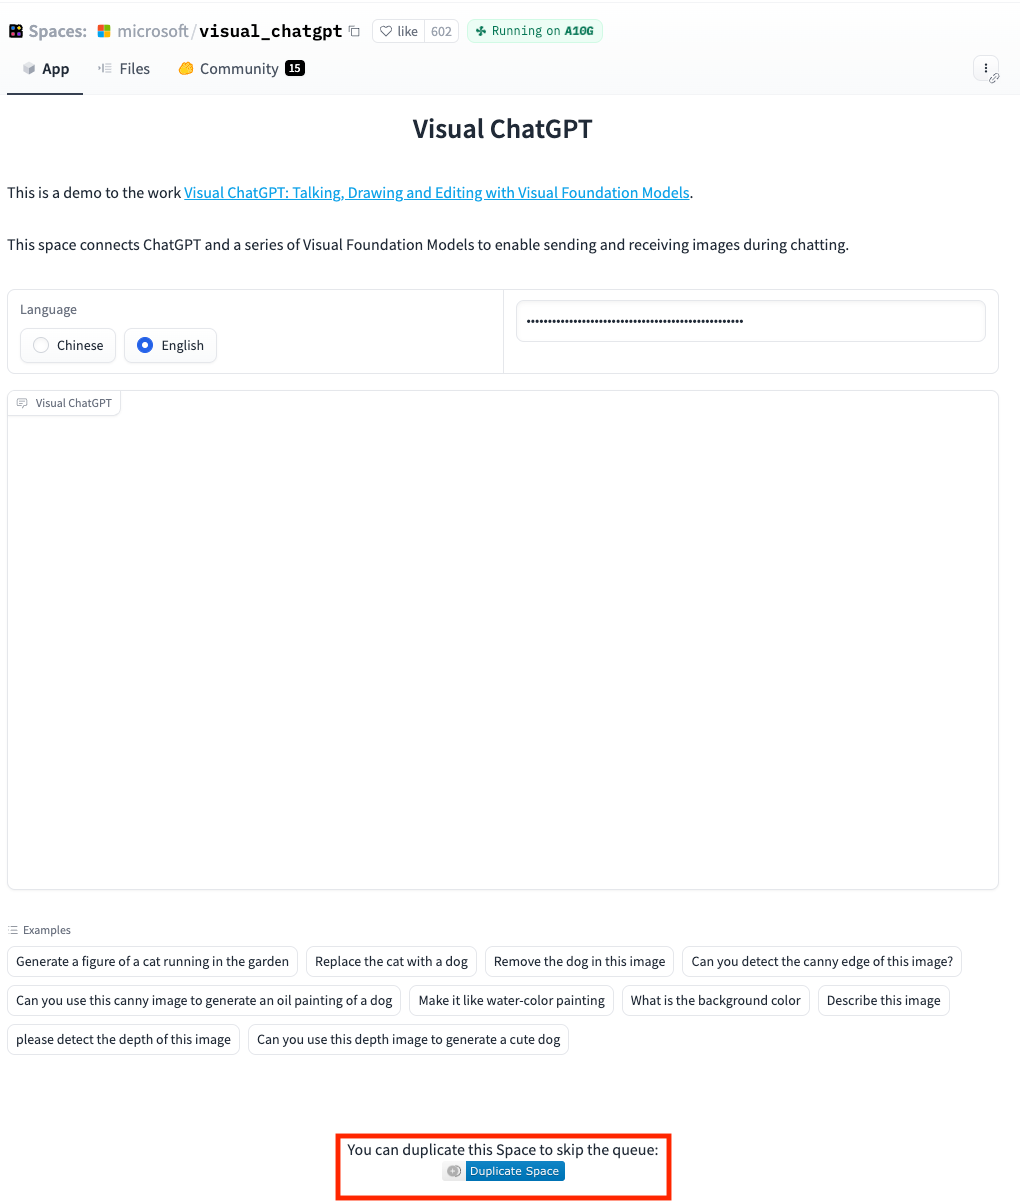 Spaces: microsoft/visual_chatgpt like 602 Running on A10G
App Files Community 15
Visual ChatGPT
This is a demo to the work Visual ChatGPT: Talking, Drawing and Editing with Visual Foundation Models.
This space connects ChatGPT and a series of Visual Foundation Models to enable sending and receiving images during chatting.
Language
Chinese English
Visual ChatGPT
Examples
Generate a figure of a cat running in the garden Replace the cat with a dog Remove the dog in this image Can you detect the canny edge of this image?
Can you use this canny image to generate an oil painting of a dog Make it like water-color painting What is the background color Describe this image
please detect the depth of this image Can you use this depth image to generate a cute dog
You can duplicate this Space to skip the queue:
Duplicate Space